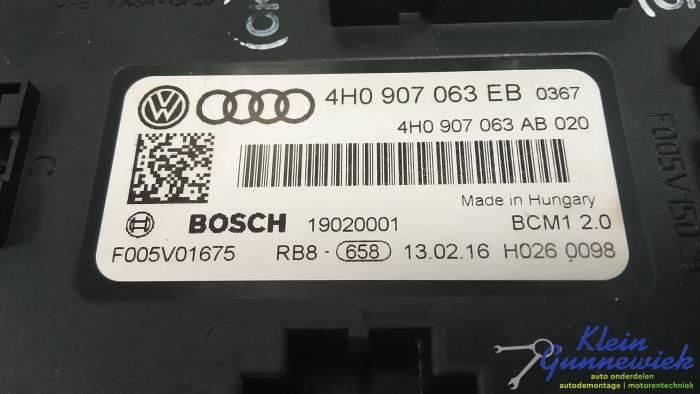 4H0 907 063 EB 0367
4H0 907 063 AB 020
Made in Hungary
BOSCH 19020001 BCM1 2.0
F005V01675 RB8 - 658 13.02.16 H026 0098
C
Klein
Gunnewiek
auto onderdelen
autodemontage | motorentechniek